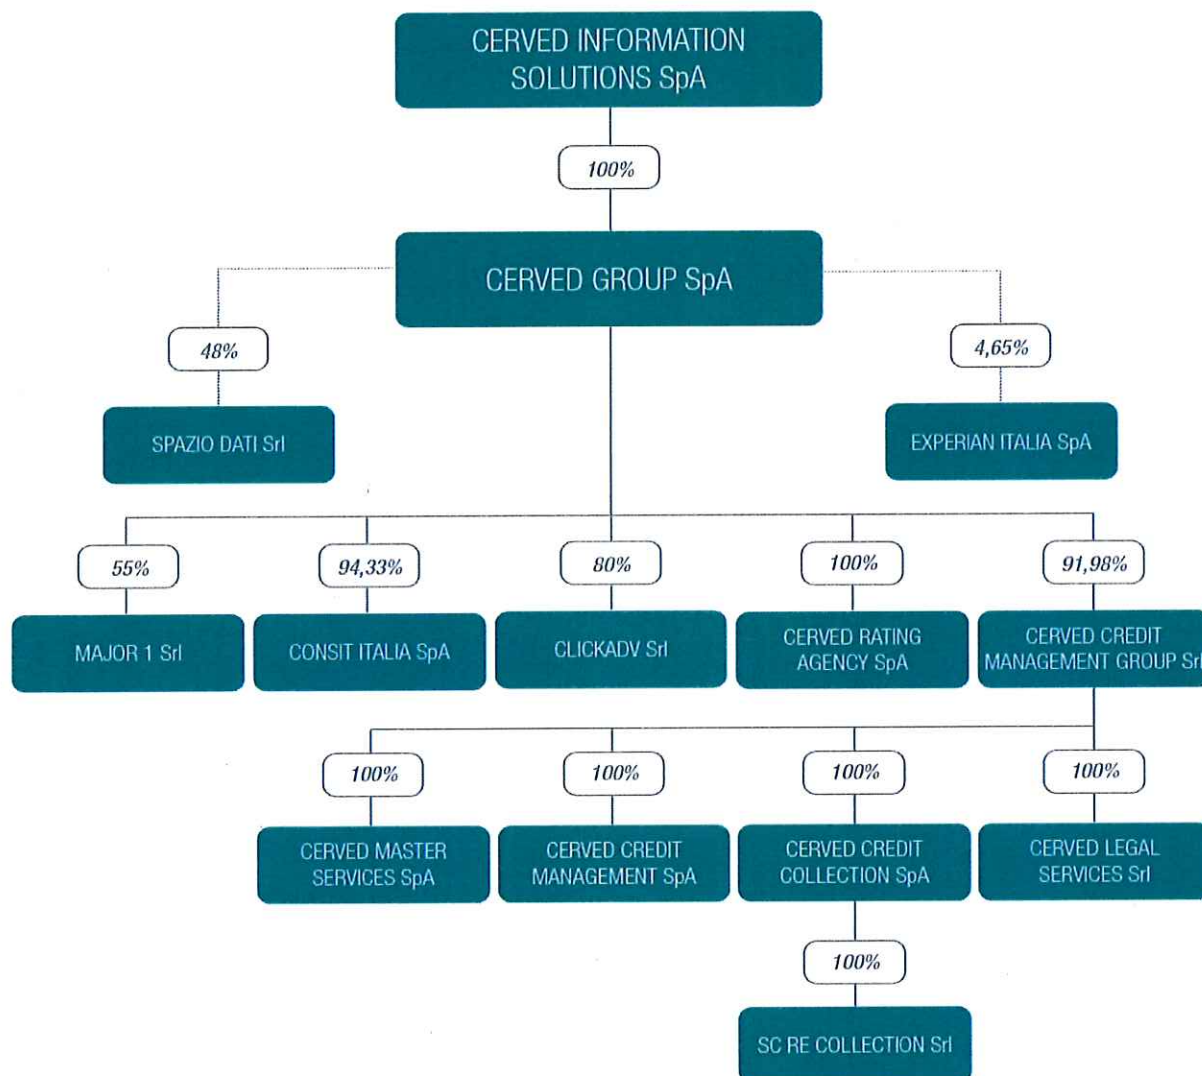 CERVED INFORMATION
SOLUTIONS SpA
100%
CERVED GROUP SpA
48%
4,65%
SPAZIO DATI Srl
EXPERIAN ITALIA SpA
55%
94,33%
80%
100%
91,98%
MAJOR 1 Srl
CONSIT ITALIA SpA
CLICKADV Srl
CERVED RATING
AGENCY SpA
CERVED CREDIT
MANAGEMENT GROUP Srl
100%
100%
100%
100%
CERVED MASTER
SERVICES SpA
CERVED CREDIT
MANAGEMENT SpA
CERVED CREDIT
COLLECTION SpA
CERVED LEGAL
SERVICES Srl
100%
SC RE COLLECTION Srl